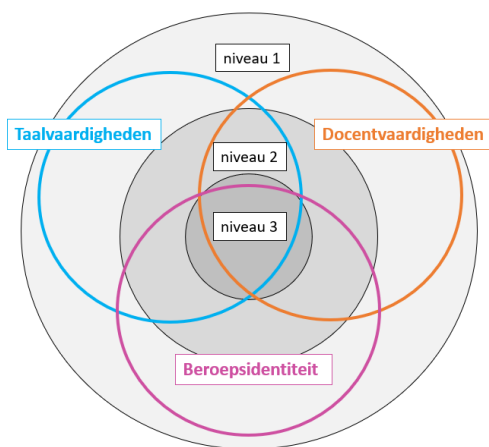 niveau 1
Taalvaardigheden
Docentvaardigheden
niveau 2
niveau 3
Beroepsidentiteit